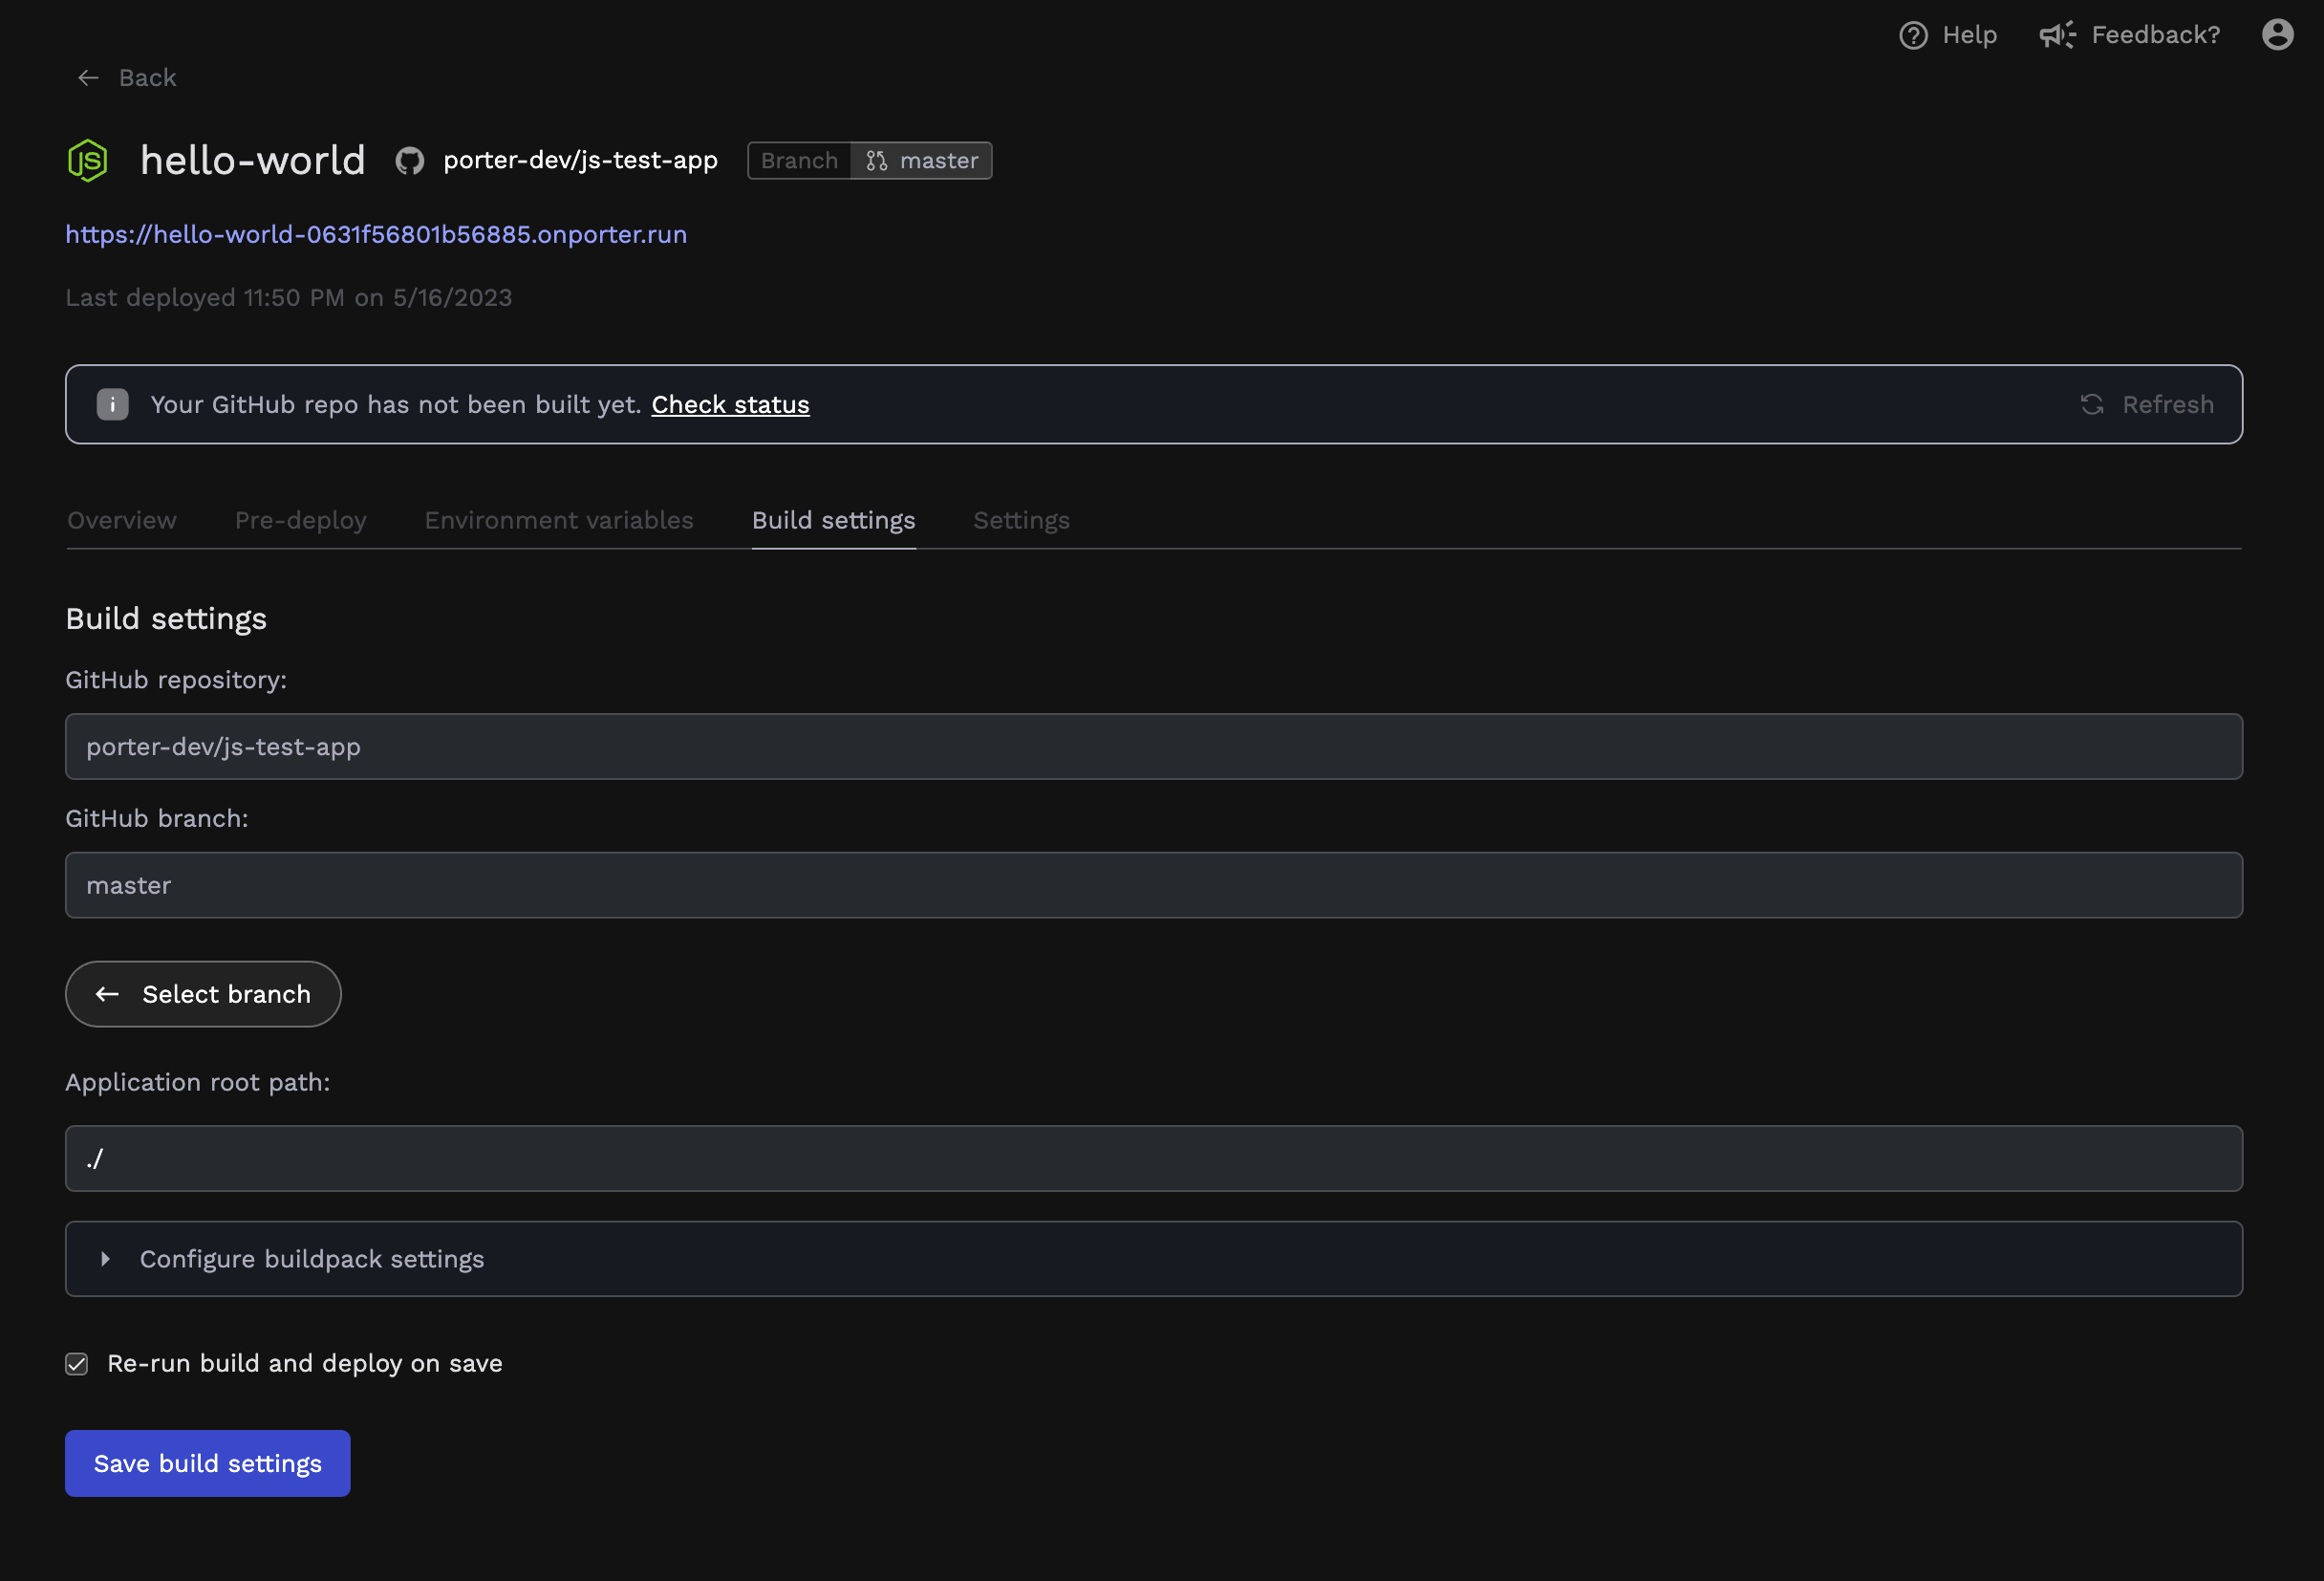 Help Feedback?
Back
JS hello-world porter-dev/js-test-app Branch master
https://hello-world-0631f56801b56885.onporter.run
Last deployed 11:50 PM on 5/16/2023
i Your GitHub repo has not been built yet. Check status Refresh
Overview Pre-deploy Environment variables Build settings Settings
Build settings
GitHub repository:
porter-dev/js-test-app
GitHub branch:
master
Select branch
Application root path:
./
Configure buildpack settings
Re-run build and deploy on save
Save build settings